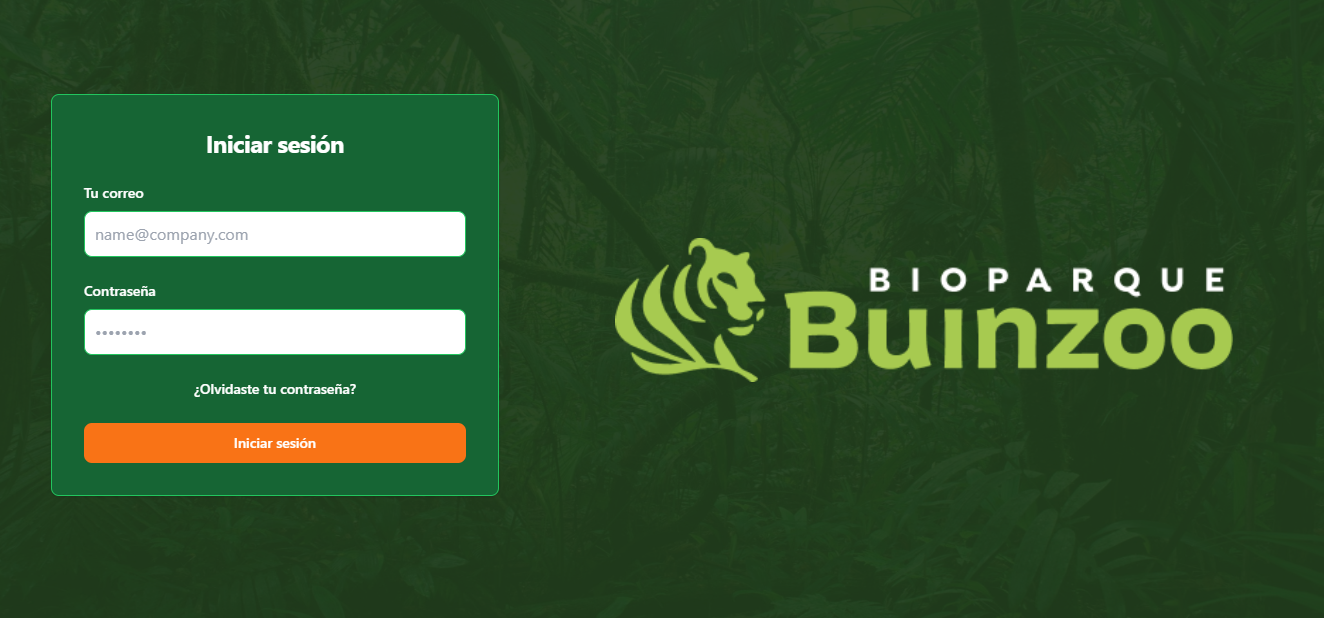 Iniciar sesión
Tu correo
name@company.com
Contraseña
••••••••
¿Olvidaste tu contraseña?
Iniciar sesión
BIOPARQUE
Buinzoo